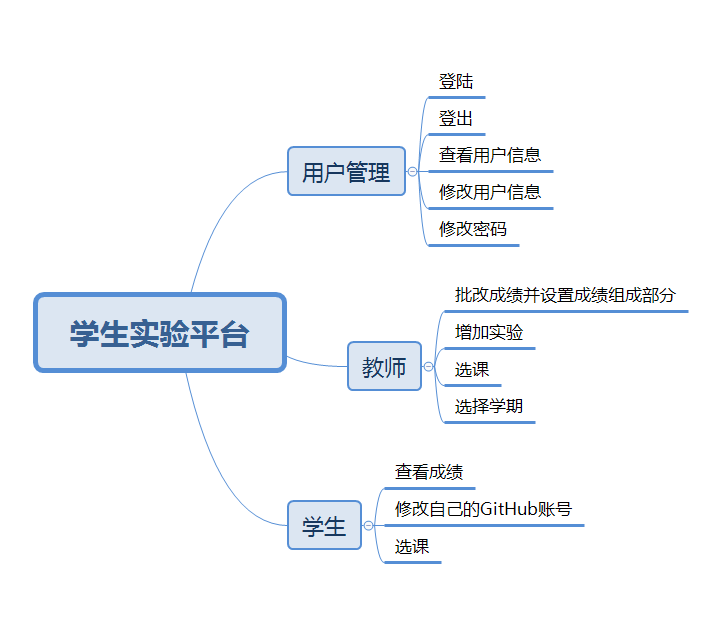 学生实验平台
用户管理
登陆
登出
查看用户信息
修改用户信息
修改密码
教师
批改成绩并设置成绩组成部分
增加实验
选课
选择学期
学生
查看成绩
修改自己的GitHub账号
选课